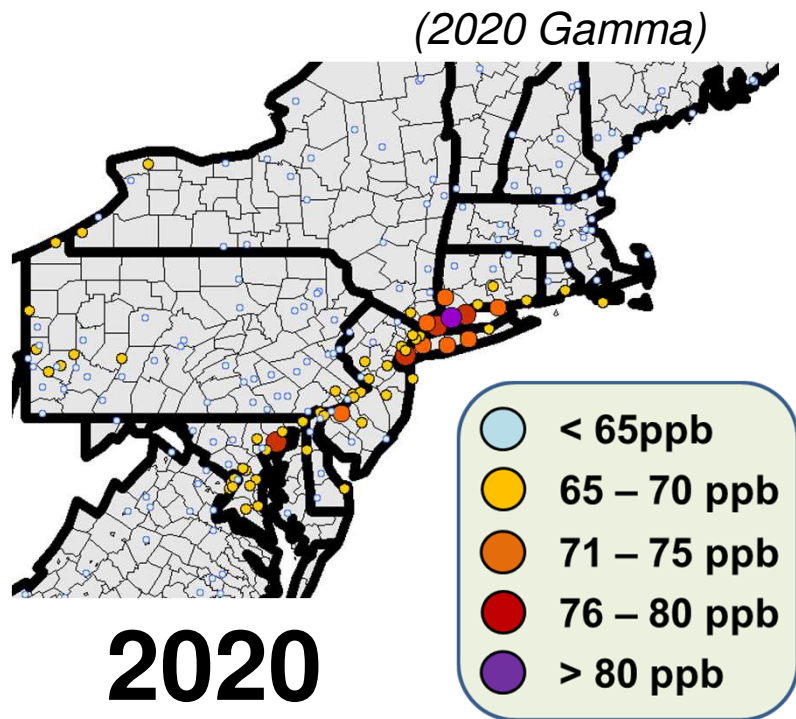 (2020 Gamma)
< 65ppb
65 – 70 ppb
71 – 75 ppb
76 – 80 ppb
> 80 ppb
2020